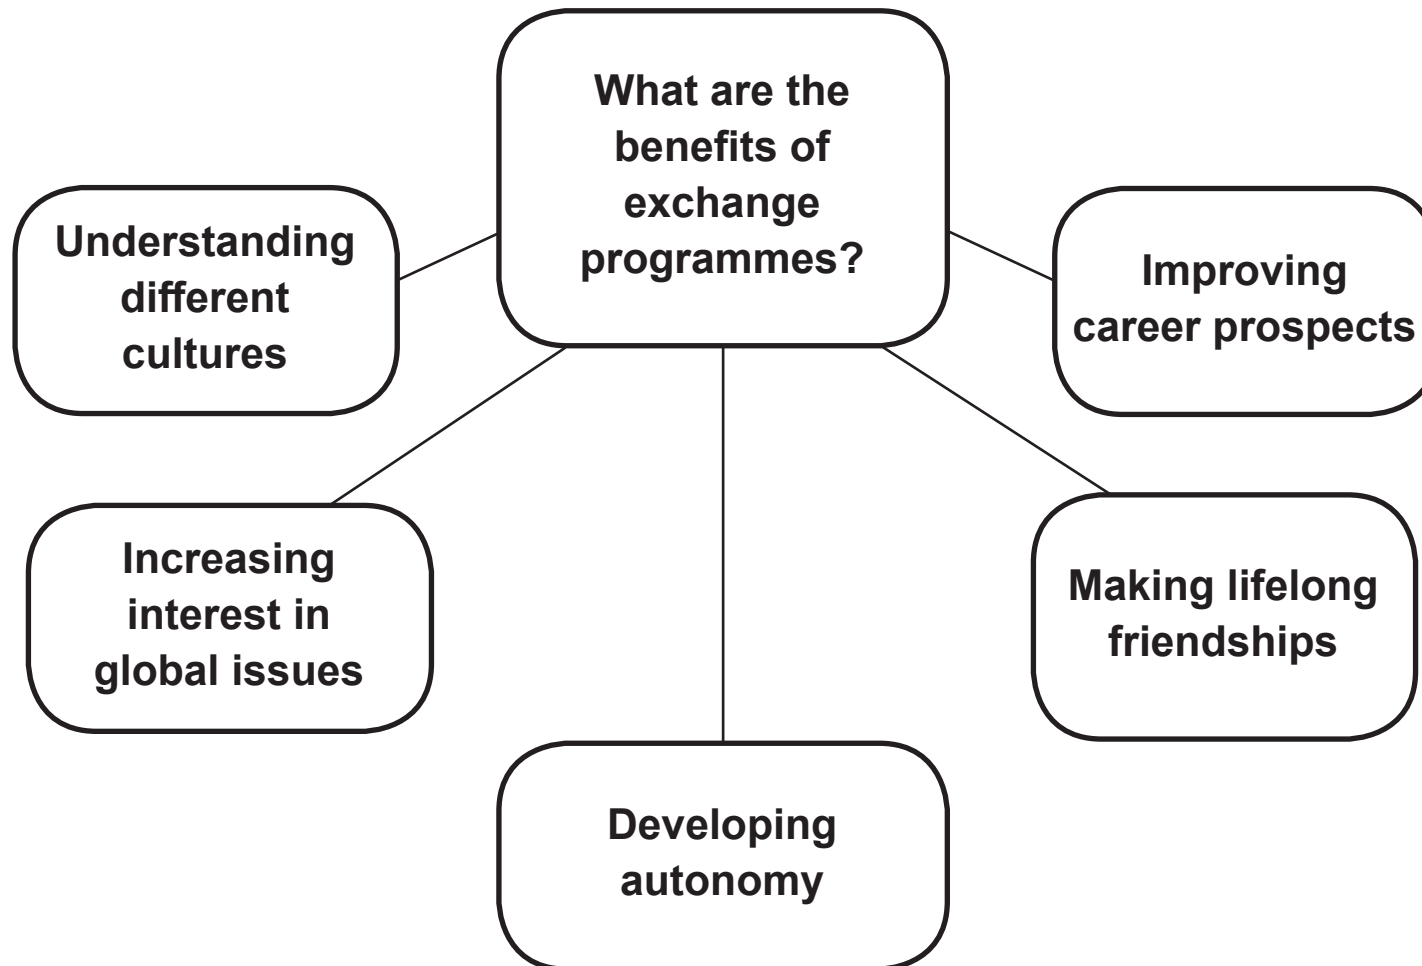 What are the
benefits of
exchange
programmes?
Understanding
different
cultures
Improving
career prospects
Increasing
interest in
global issues
Making lifelong
friendships
Developing
autonomy